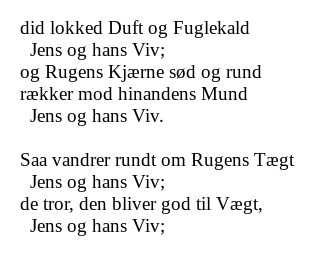 did lokked Duft og Fuglekald
Jens og hans Viv;
og Rugens Kjærne sød og rund
rækker mod hinandens Mund
Jens og hans Viv.

Saa vandrer rundt om Rugens Tægt
Jens og hans Viv;
de tror, den bliver god til Vægt,
Jens og hans Viv;